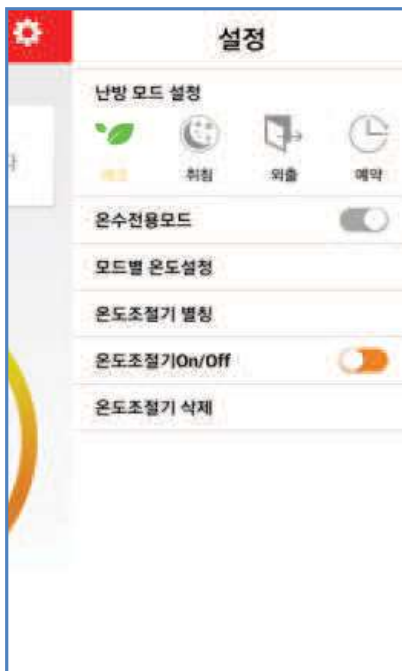 설정
난방 모드 설정
취침 외출 예약
온수전용모드
모드별 온도설정
온도조절기 별칭
온도조절기On/Off
온도조절기 삭제